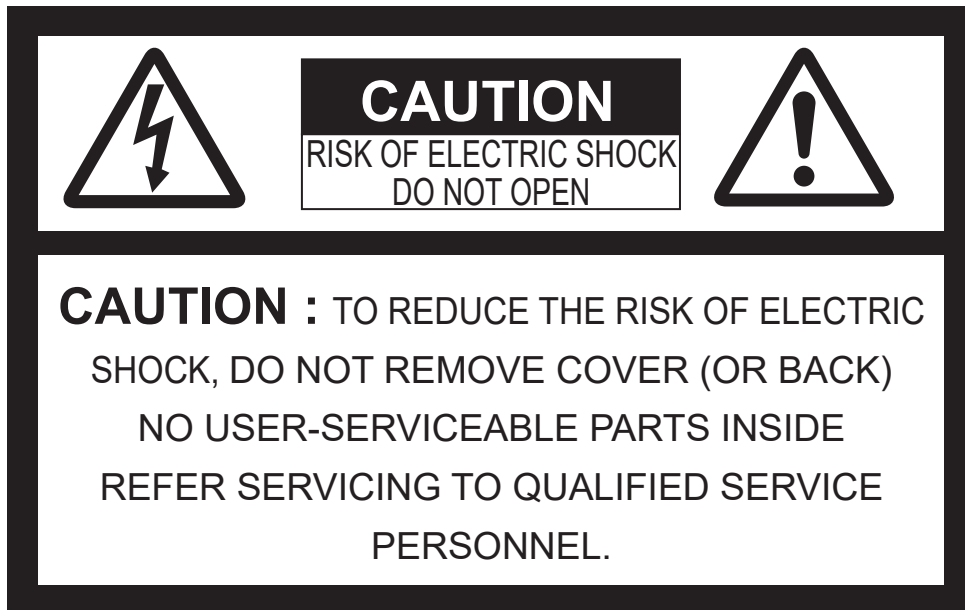 CAUTION
RISK OF ELECTRIC SHOCK
DO NOT OPEN
CAUTION : TO REDUCE THE RISK OF ELECTRIC
SHOCK, DO NOT REMOVE COVER (OR BACK)
NO USER-SERVICEABLE PARTS INSIDE
REFER SERVICING TO QUALIFIED SERVICE
PERSONNEL.